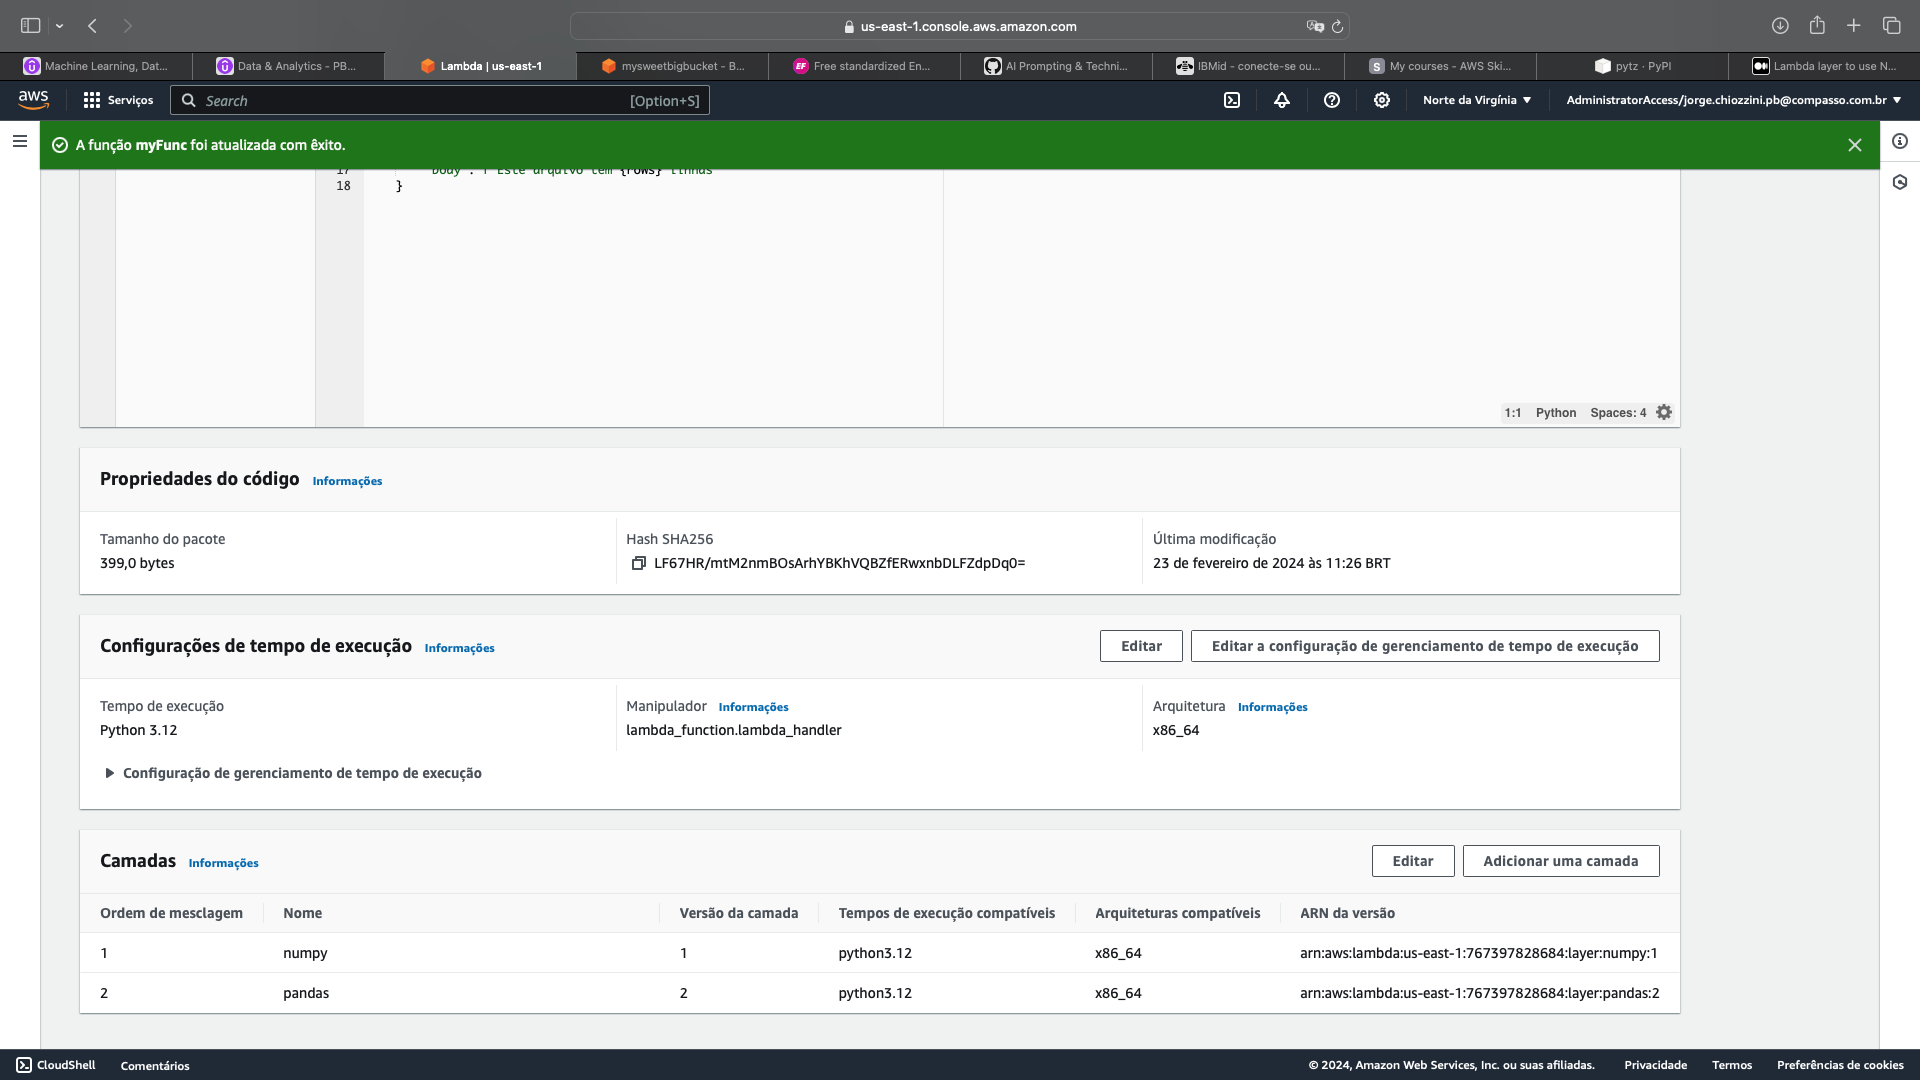 us-east-1.console.aws.amazon.com
Machine Learning, Dat...
Data & Analytics - PB...
Lambda | us-east-1
mysweetbigbucket - B...
EF Free standardized En...
AI Prompting & Techni...
IBMid - conecte-se ou...
S My courses - AWS Ski...
pytz · PyPI
Lambda layer to use N...
aws Serviços Search [Option+S] Norte da Virgínia AdministratorAccess/jorge.chiozzini.pb@compasso.com.br
A função myFunc foi atualizada com êxito.
17 'body': f'Este arquivo tem {rows} linhas'
18 }
1:1 Python Spaces: 4
Propriedades do código Informações
Tamanho do pacote
399,0 bytes
Hash SHA256
LF67HR/mtM2nmBOsArhYBKhVQBZfERwxnbDLFZdpDq0=
Última modificação
23 de fevereiro de 2024 às 11:26 BRT
Configurações de tempo de execução Informações Editar Editar a configuração de gerenciamento de tempo de execução
Tempo de execução
Python 3.12
Manipulador Informações
lambda_function.lambda_handler
Arquitetura Informações
x86_64
Configuração de gerenciamento de tempo de execução
Camadas Informações Editar Adicionar uma camada
Ordem de mesclagem Nome Versão da camada Tempos de execução compatíveis Arquiteturas compatíveis ARN da versão
1 numpy 1 python3.12 x86_64 arn:aws:lambda:us-east-1:767397828684:layer:numpy:1
2 pandas 2 python3.12 x86_64 arn:aws:lambda:us-east-1:767397828684:layer:pandas:2
CloudShell Comentários © 2024, Amazon Web Services, Inc. ou suas afiliadas. Privacidade Termos Preferências de cookies